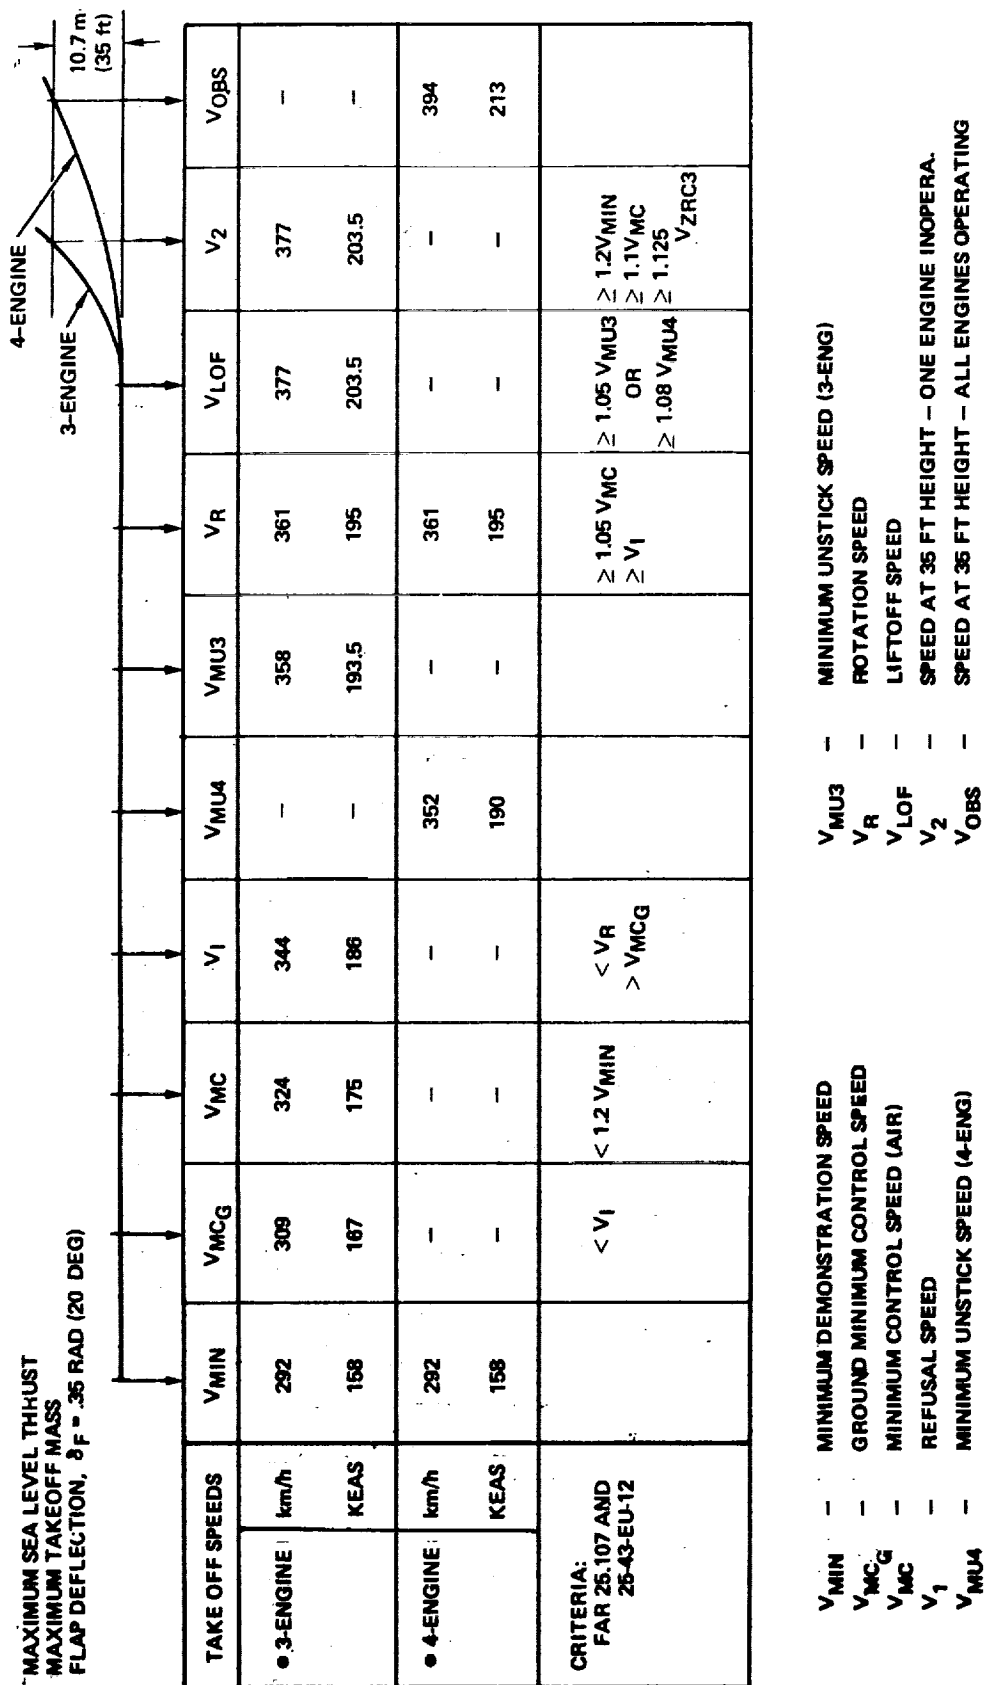 MAXIMUM SEA LEVEL THRUST
MAXIMUM TAKEOFF MASS
FLAP DEFLECTION, δF = .35 RAD (20 DEG)
4-ENGINE
3-ENGINE
10.7 m
(35 ft)
TAKE OFF SPEEDS VMIN VMCG VMC VI VMU4 VMU3 VR VLOF V2 VOBS
● 3-ENGINE km/h 292 309 324 344 – 358 361 377 377 –
KEAS 158 167 175 186 – 193.5 195 203.5 203.5 –
● 4-ENGINE km/h 292 – – – 352 – 361 – – 394
KEAS 158 – – – 190 – 195 – – 213
CRITERIA:
FAR 25.107 AND
25-43-EU-12
< VI
< 1.2 VMIN
< VR
> VMCG
≥ 1.05 VMC
≥ VI
≥ 1.05 VMU3
OR
≥ 1.08 VMU4
≥ 1.2VMIN
≥ 1.1VMC
≥ 1.125
VZRC3
VMIN – MINIMUM DEMONSTRATION SPEED
VMCG – GROUND MINIMUM CONTROL SPEED
VMC – MINIMUM CONTROL SPEED (AIR)
V1 – REFUSAL SPEED
VMU4 – MINIMUM UNSTICK SPEED (4-ENG)
VMU3 – MINIMUM UNSTICK SPEED (3-ENG)
VR – ROTATION SPEED
VLOF – LIFTOFF SPEED
V2 – SPEED AT 35 FT HEIGHT – ONE ENGINE INOPERA.
VOBS – SPEED AT 35 FT HEIGHT – ALL ENGINES OPERATING